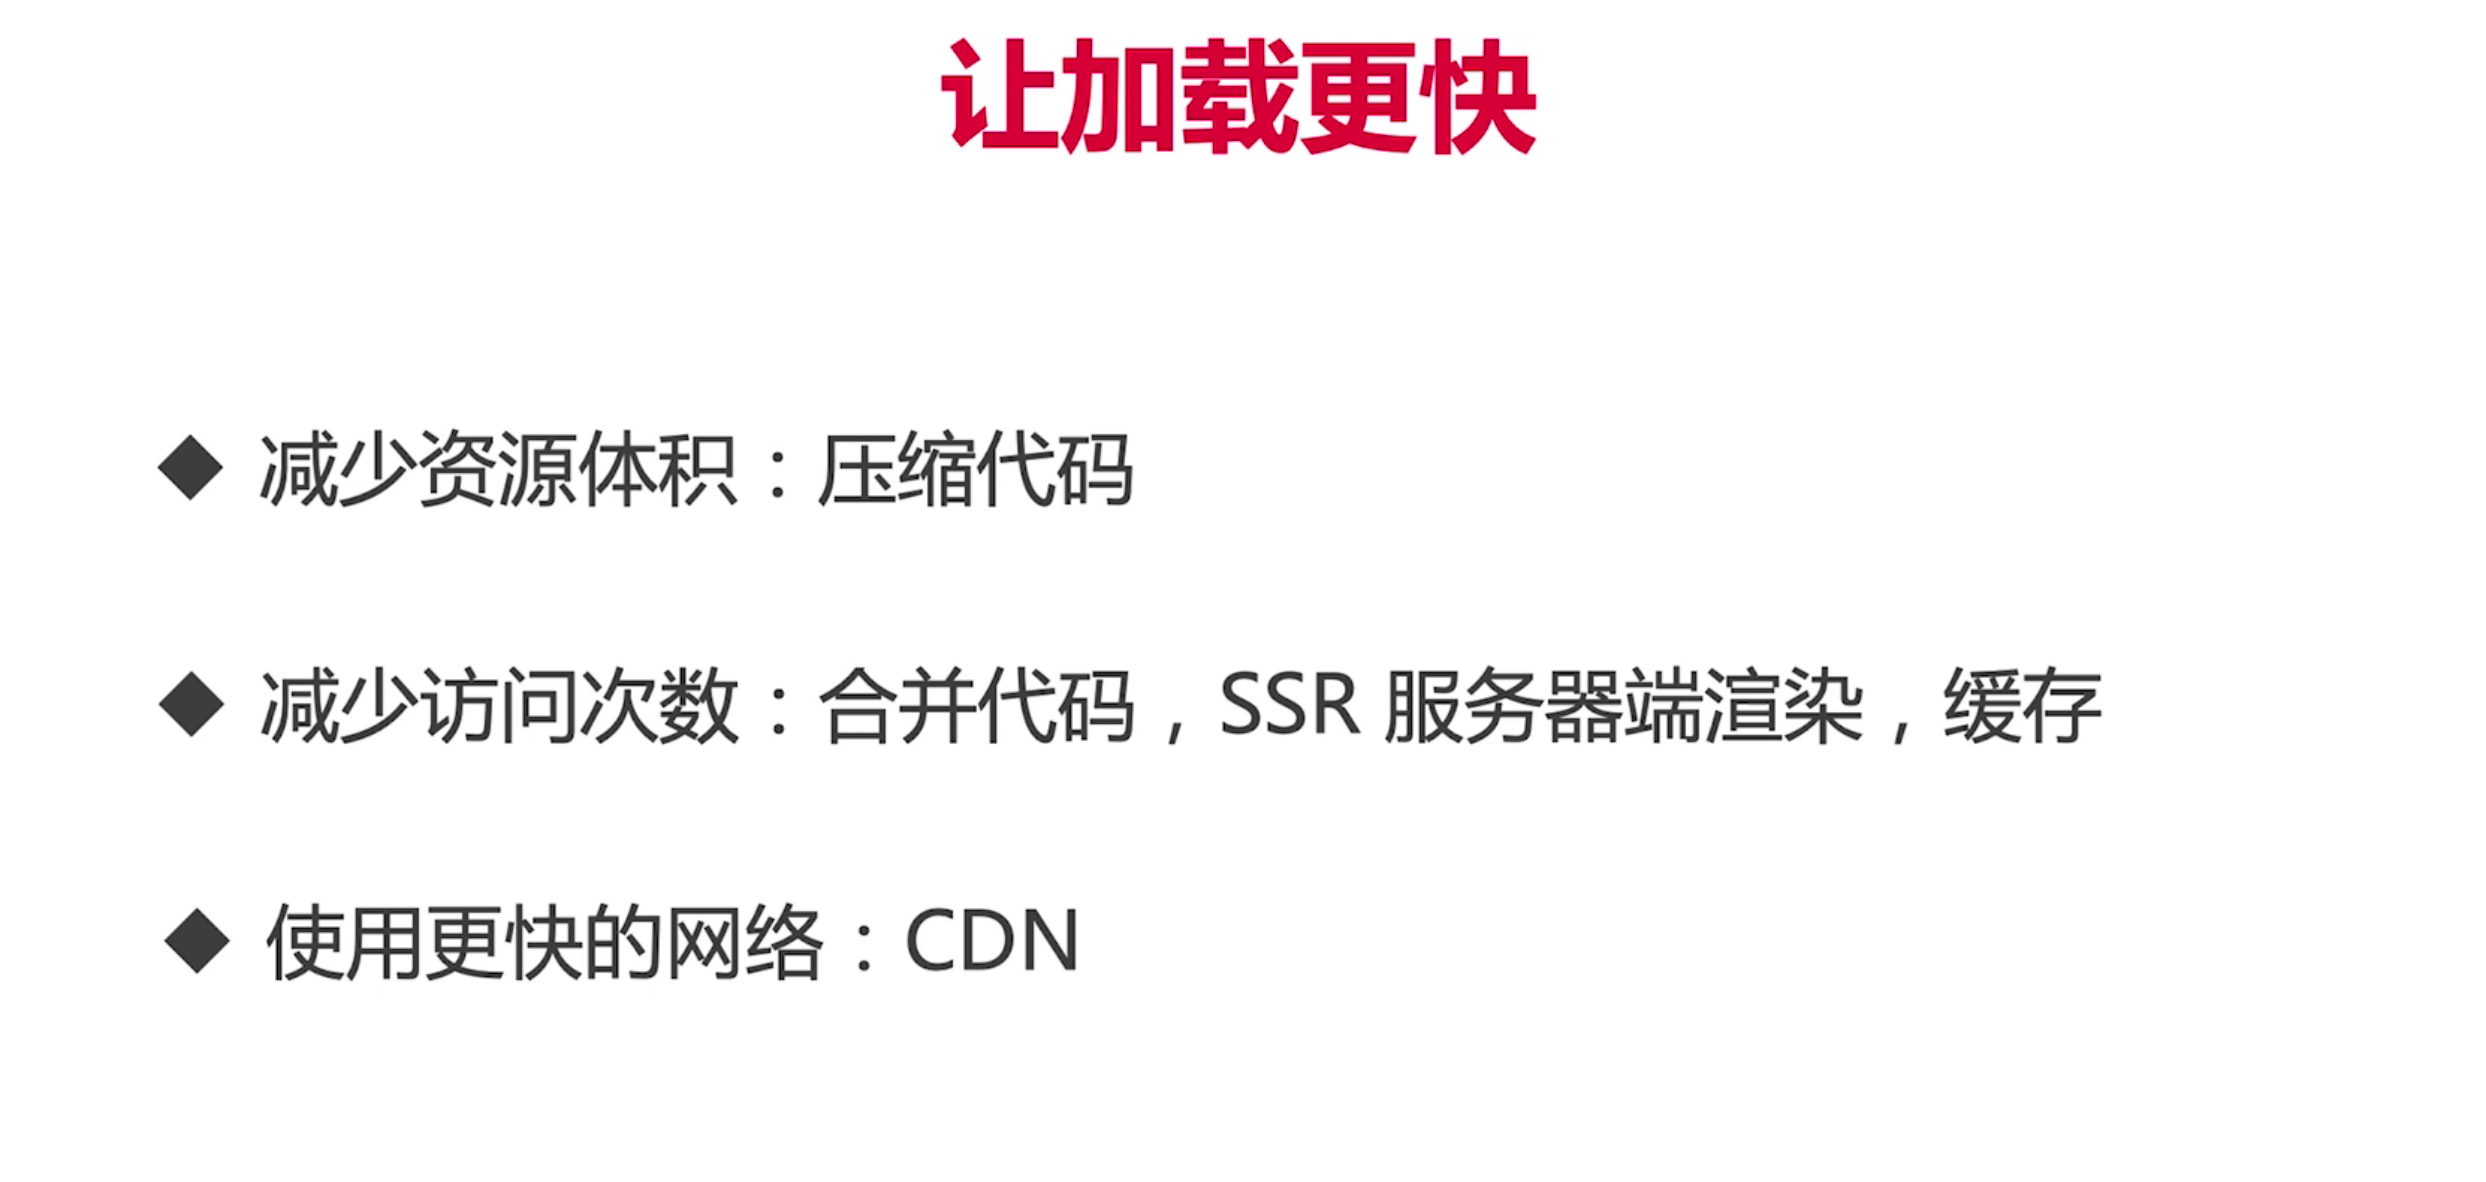 让加载更快
◆ 减少资源体积：压缩代码
◆ 减少访问次数：合并代码，SSR 服务器端渲染，缓存
◆ 使用更快的网络：CDN